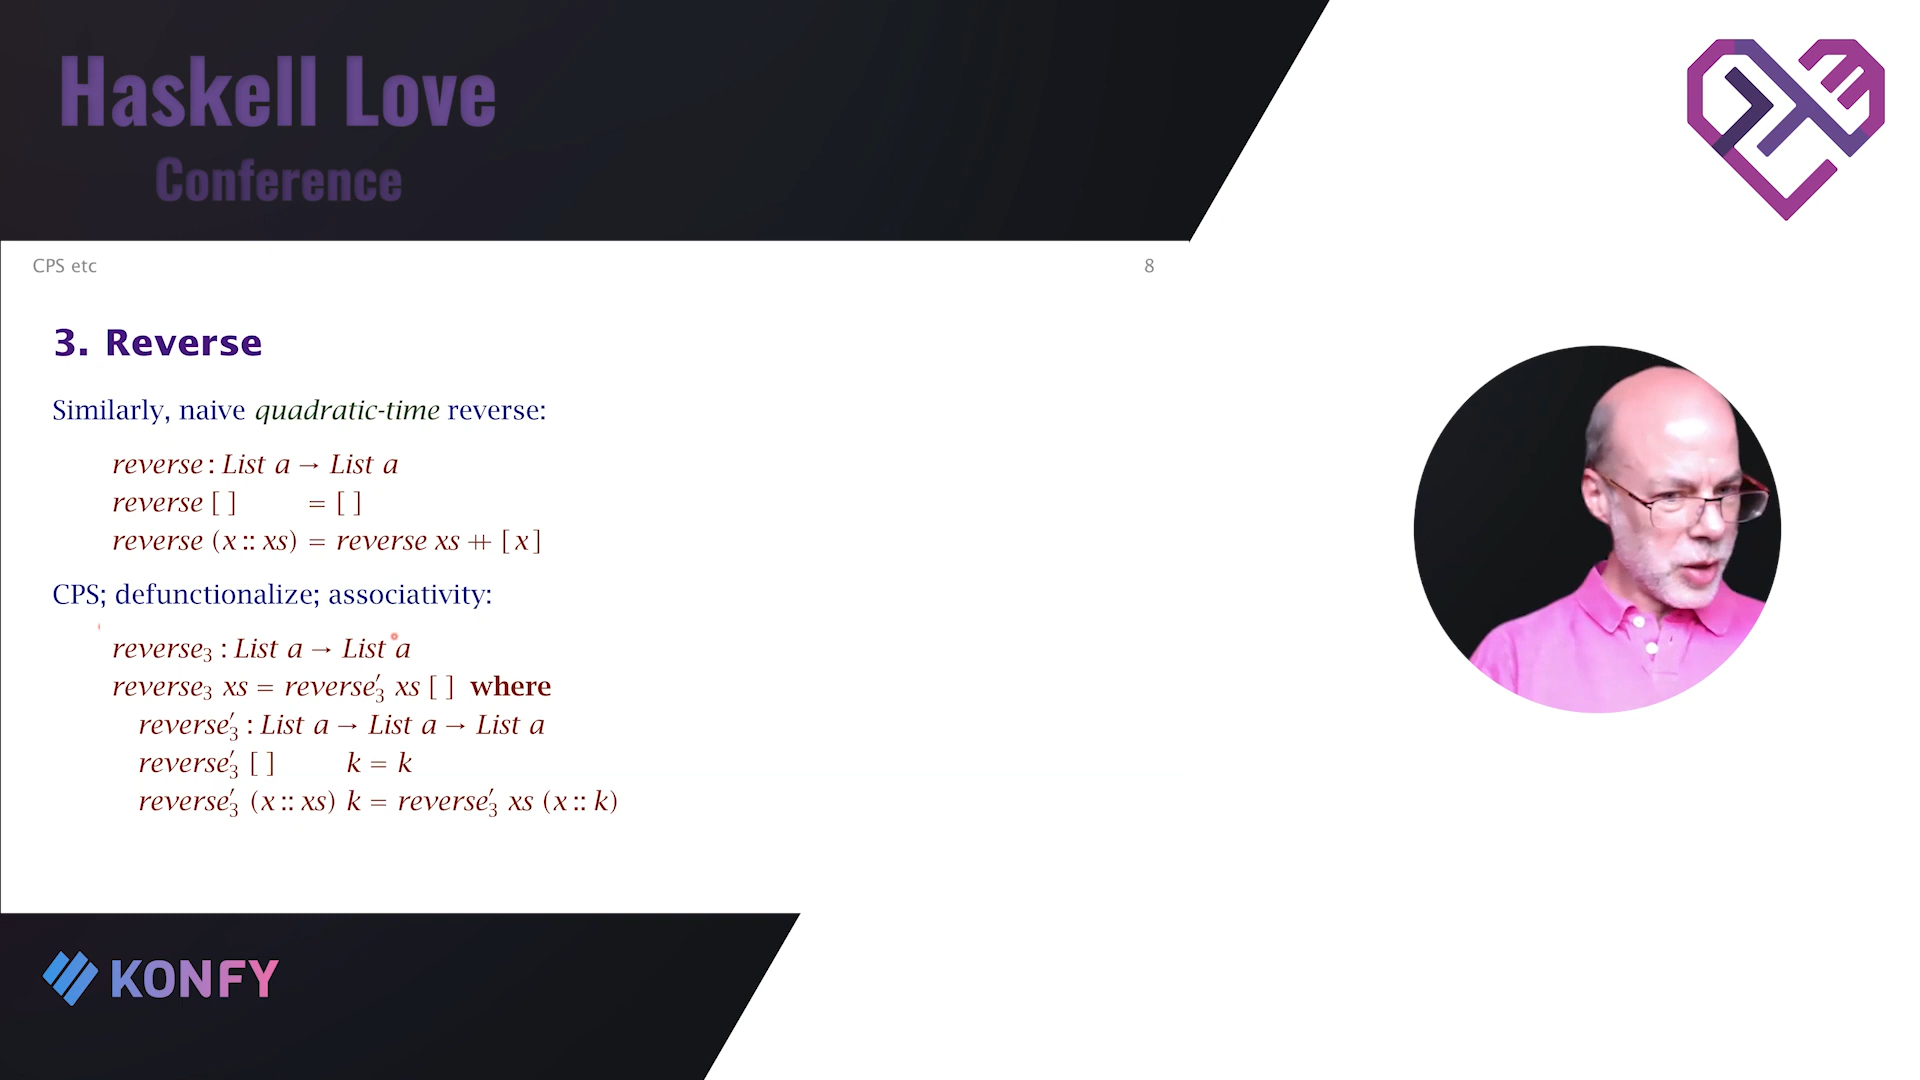 Haskell Love
Conference
CPS etc 8
3. Reverse
Similarly, naive quadratic-time reverse:
reverse : List a → List a
reverse [ ] = [ ]
reverse (x :: xs) = reverse xs ++ [x]
CPS; defunctionalize; associativity:
reverse₃ : List a → List a
reverse₃ xs = reverse′₃ xs [ ] where
reverse′₃ : List a → List a → List a
reverse′₃ [ ] k = k
reverse′₃ (x :: xs) k = reverse′₃ xs (x :: k)
KONFY